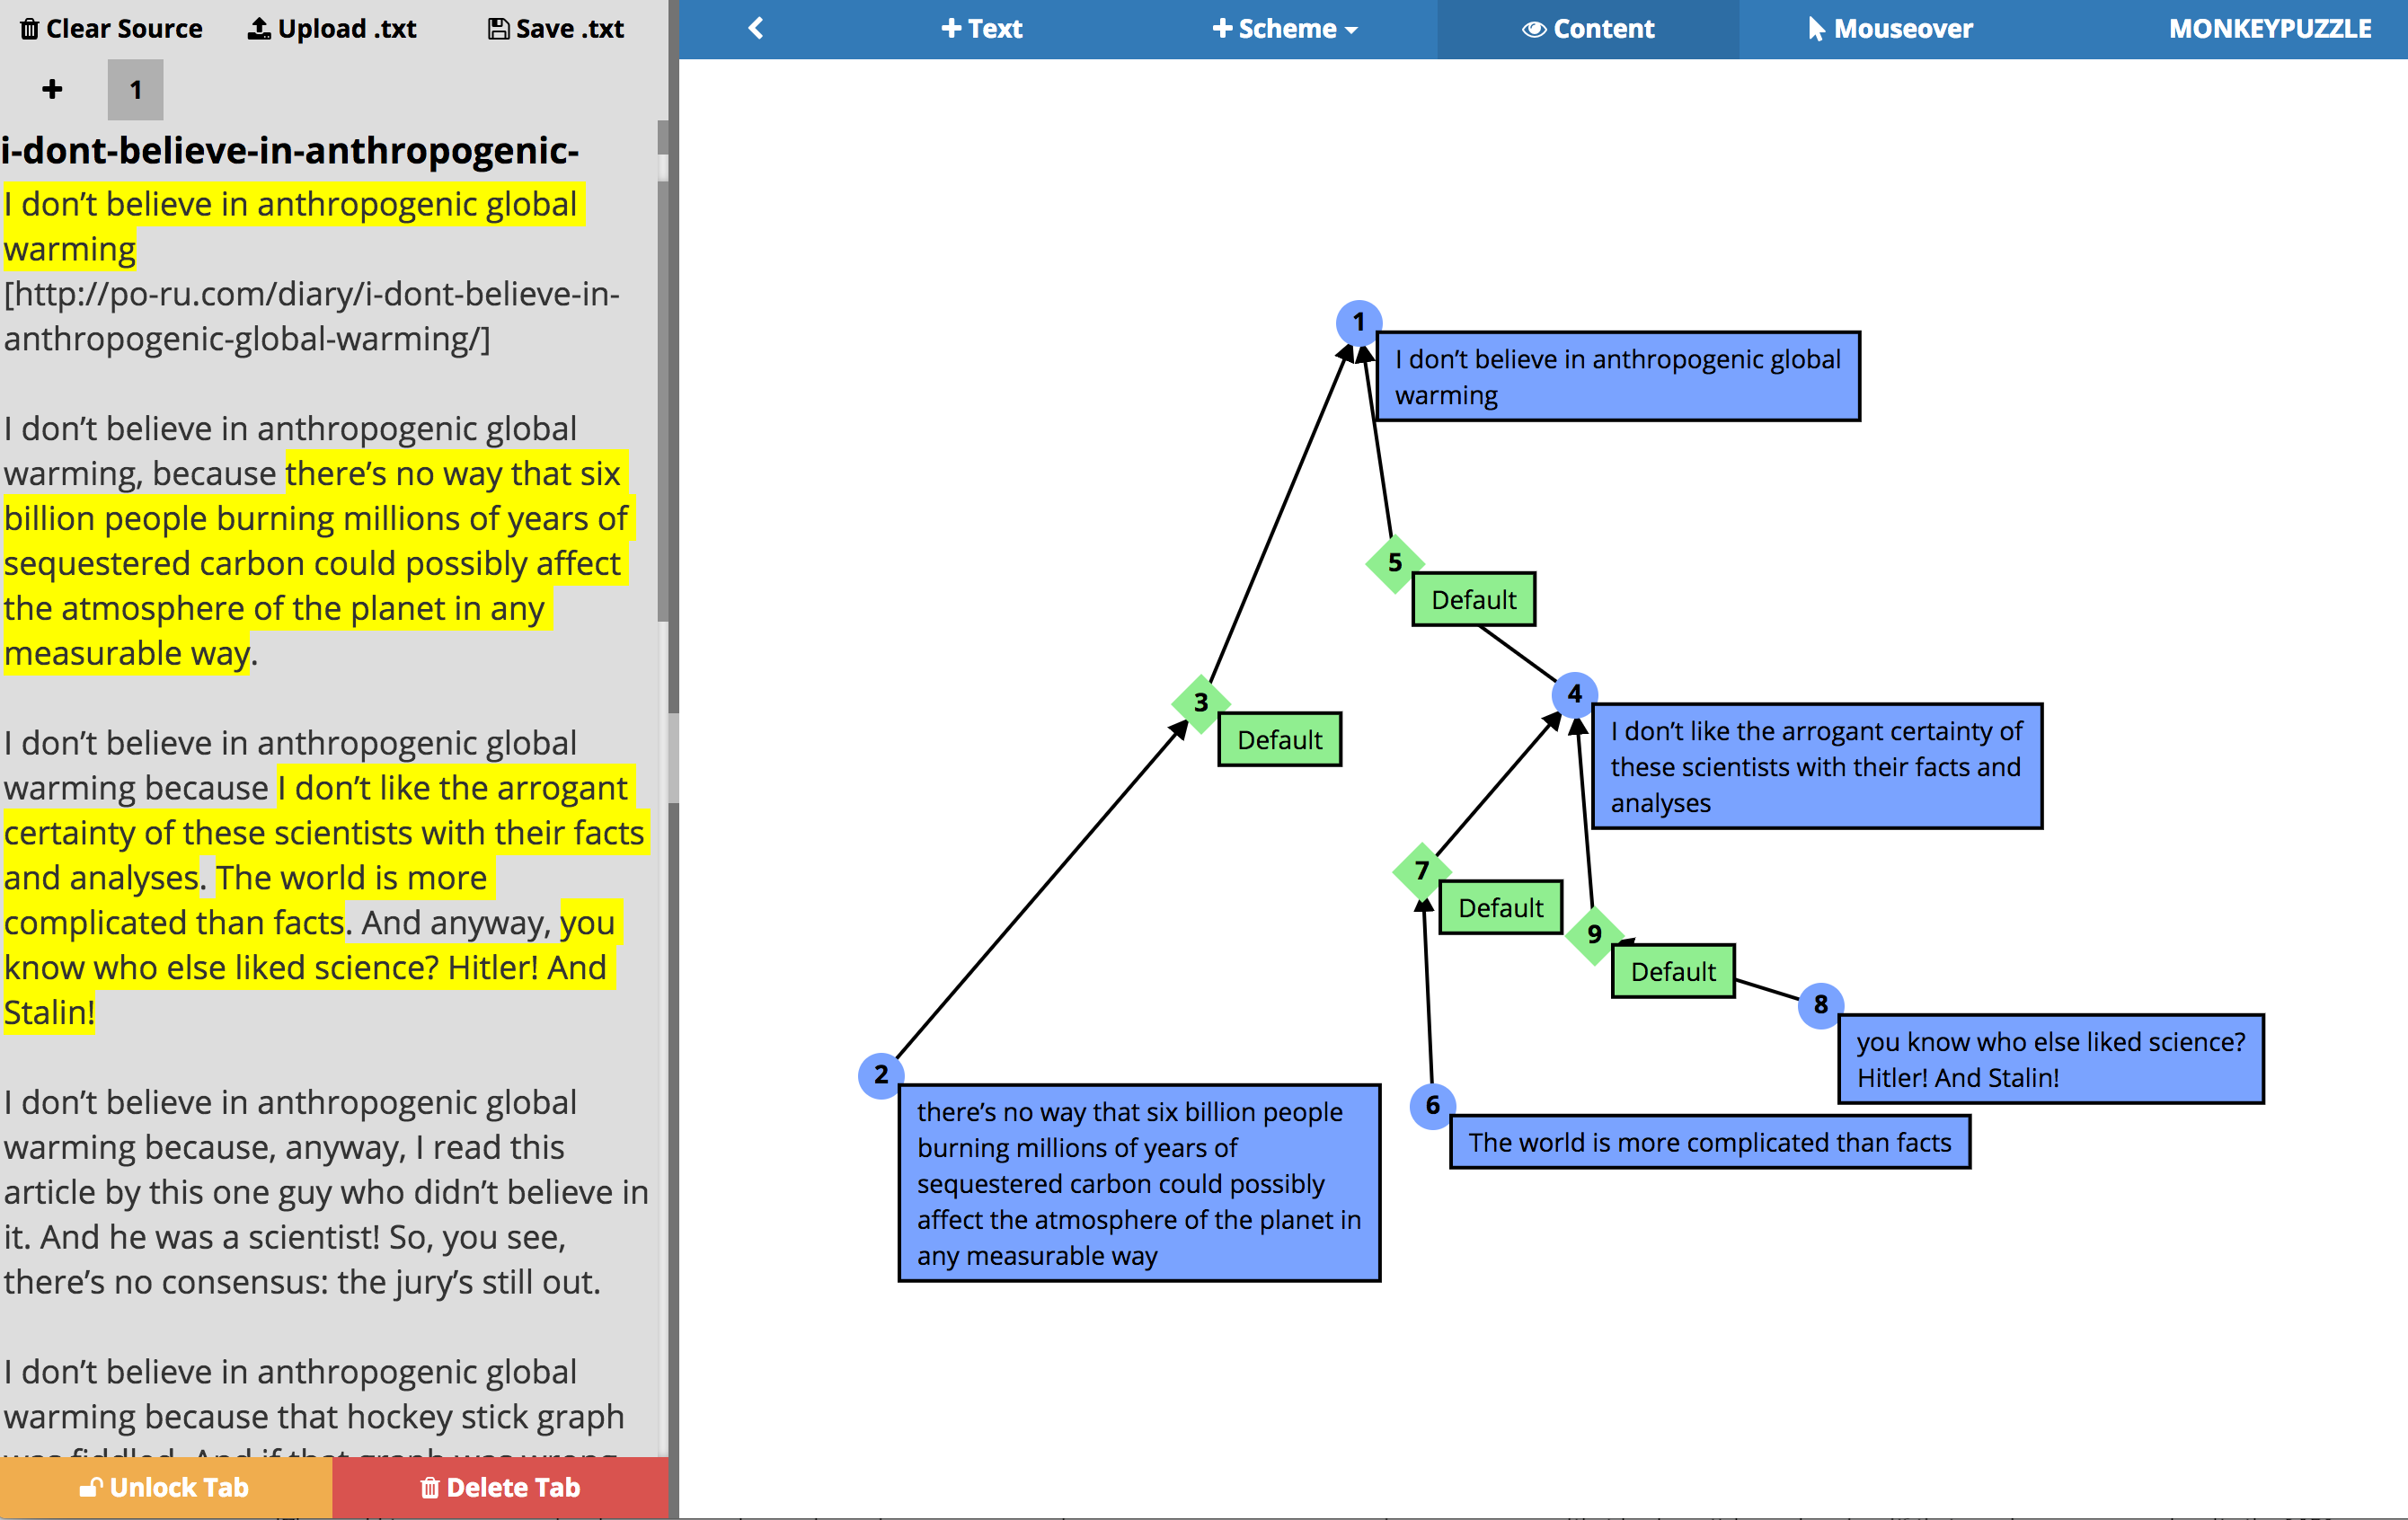 Clear Source
Upload .txt
Save .txt
+ Text
+ Scheme
Content
Mouseover
MONKEYPUZZLE
+
1
i-dont-believe-in-anthropogenic-
I don’t believe in anthropogenic global
warming
[http://po-ru.com/diary/i-dont-believe-in-
anthropogenic-global-warming/]
I don’t believe in anthropogenic global
warming, because there’s no way that six
billion people burning millions of years of
sequestered carbon could possibly affect
the atmosphere of the planet in any
measurable way.
I don’t believe in anthropogenic global
warming because I don’t like the arrogant
certainty of these scientists with their facts
and analyses. The world is more
complicated than facts. And anyway, you
know who else liked science? Hitler! And
Stalin!
I don’t believe in anthropogenic global
warming because, anyway, I read this
article by this one guy who didn’t believe in
it. And he was a scientist! So, you see,
there’s no consensus: the jury’s still out.
I don’t believe in anthropogenic global
warming because that hockey stick graph
was fiddled. And if that graph was wrong
Unlock Tab
Delete Tab
1
I don’t believe in anthropogenic global
warming
5
Default
3
Default
4
I don’t like the arrogant certainty of
these scientists with their facts and
analyses
7
Default
9
Default
8
you know who else liked science?
Hitler! And Stalin!
2
there’s no way that six billion people
burning millions of years of
sequestered carbon could possibly
affect the atmosphere of the planet in
any measurable way
6
The world is more complicated than facts